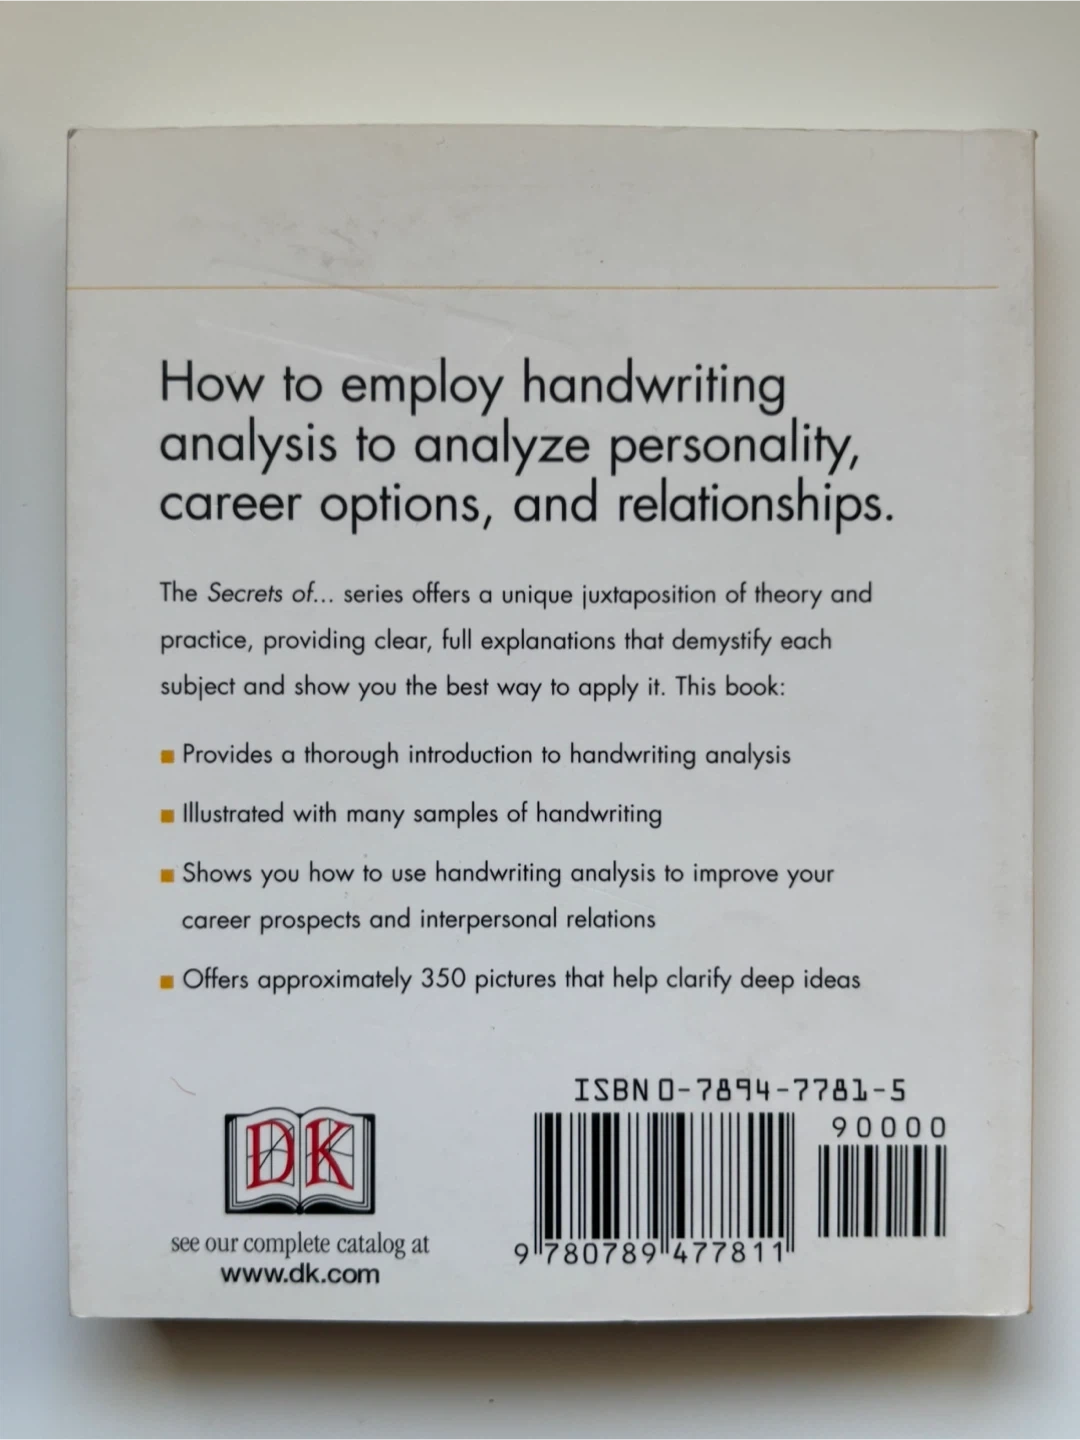 How to employ handwriting
analysis to analyze personality,
career options, and relationships.
The Secrets of... series offers a unique juxtaposition of theory and
practice, providing clear, full explanations that demystify each
subject and show you the best way to apply it. This book:
■ Provides a thorough introduction to handwriting analysis
■ Illustrated with many samples of handwriting
■ Shows you how to use handwriting analysis to improve your
career prospects and interpersonal relations
■ Offers approximately 350 pictures that help clarify deep ideas
DK
see our complete catalog at
www.dk.com
ISBN 0-7894-7781-5
90000
9 780789 477811